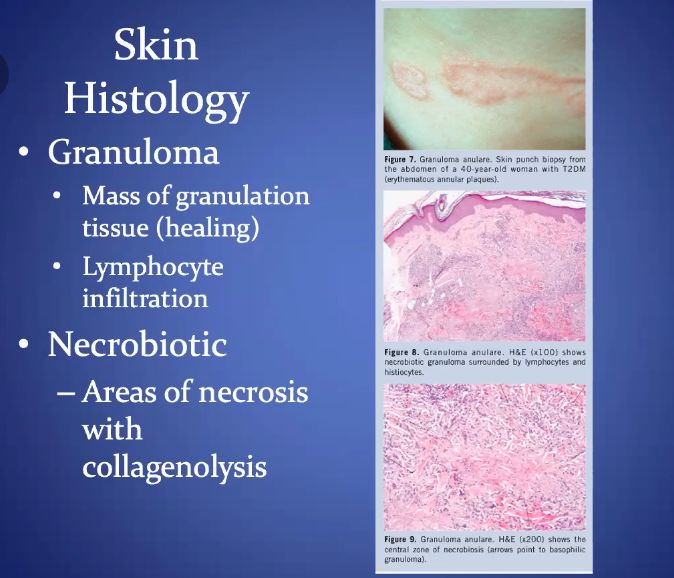 Skin
Histology
• Granuloma
• Mass of granulation
tissue (healing)
• Lymphocyte
infiltration
• Necrobiotic
– Areas of necrosis
with
collagenolysis
Figure 7. Granuloma anulare. Skin punch biopsy from
the abdomen of a 40-year-old woman with T2DM
(erythematous annular plaques).
Figure 8. Granuloma anulare. H&E (x100) shows
necrobiotic granuloma surrounded by lymphocytes and
histiocytes.
Figure 9. Granuloma anulare. H&E (x200) shows the
central zone of necrobiosis (arrows point to basophilic
granuloma).